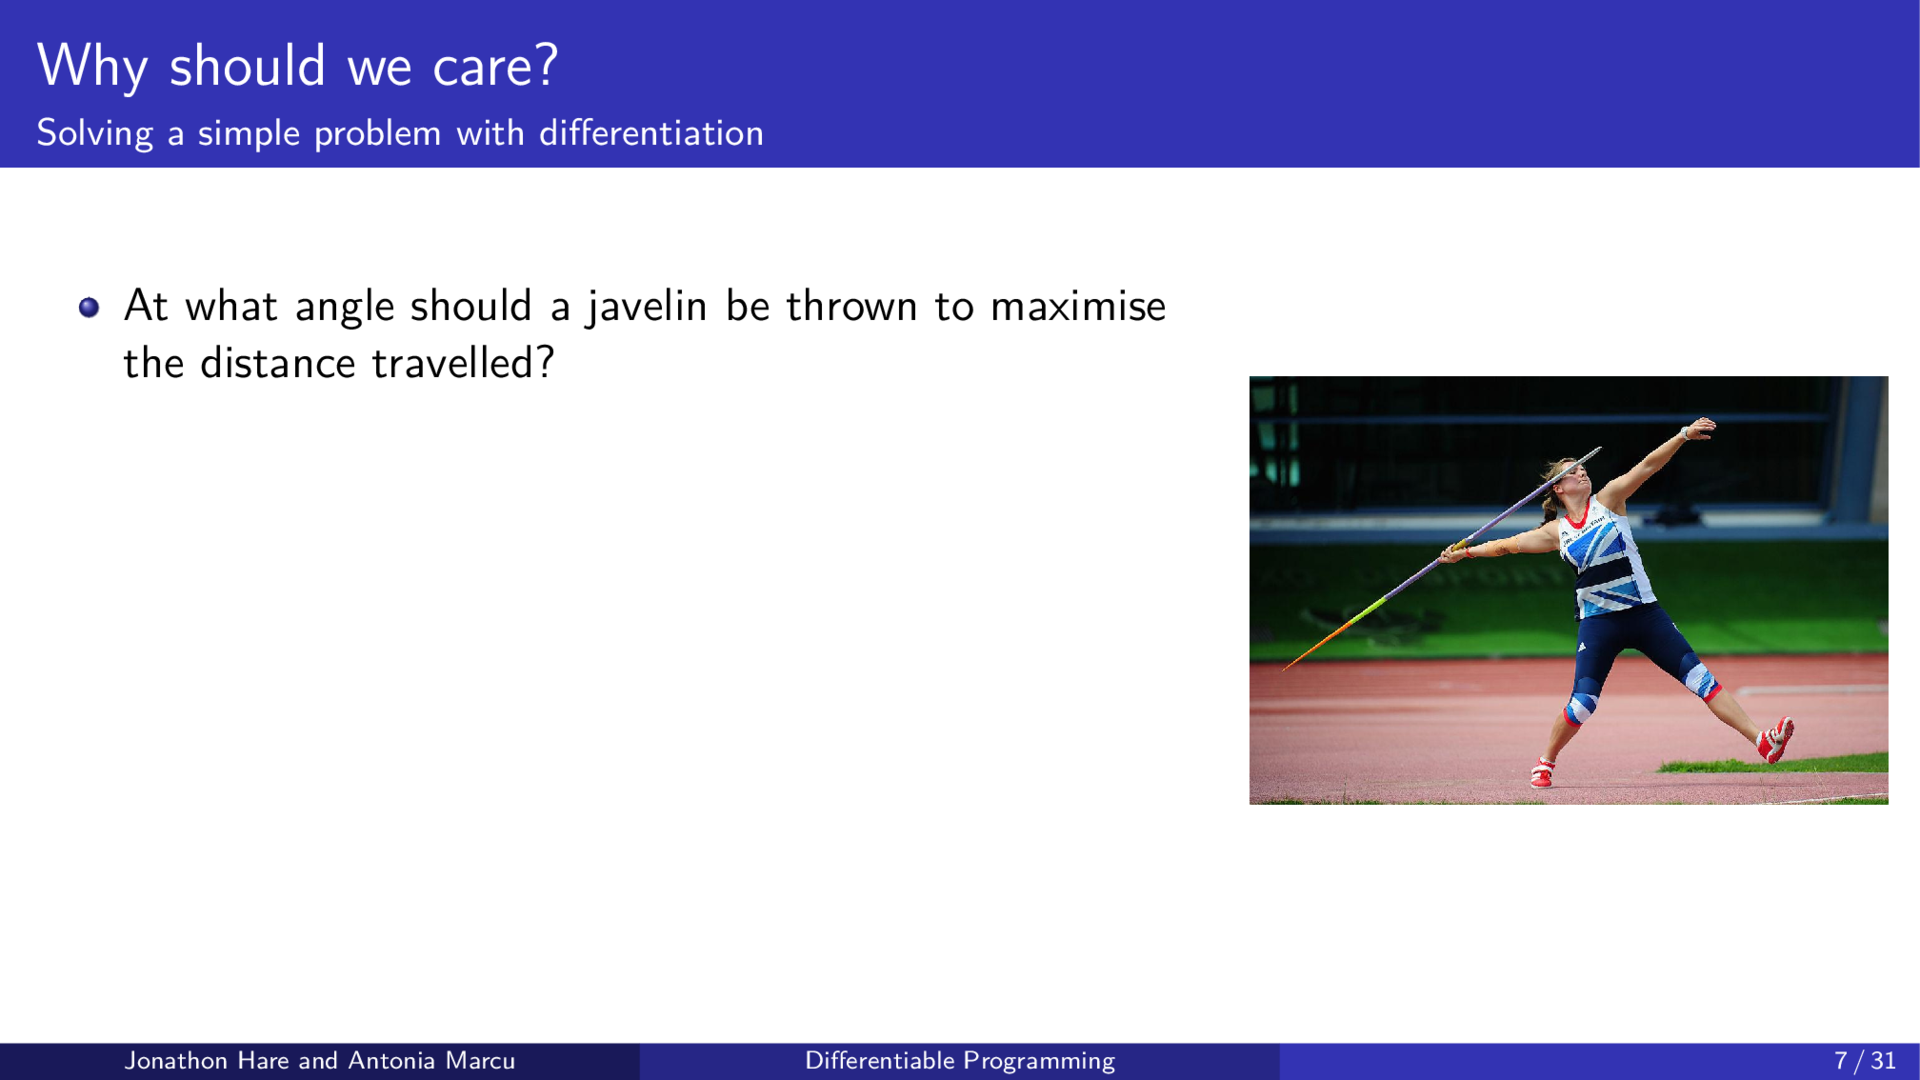 Why should we care?
Solving a simple problem with differentiation
At what angle should a javelin be thrown to maximise
the distance travelled?
Jonathon Hare and Antonia Marcu
Differentiable Programming
7 / 31